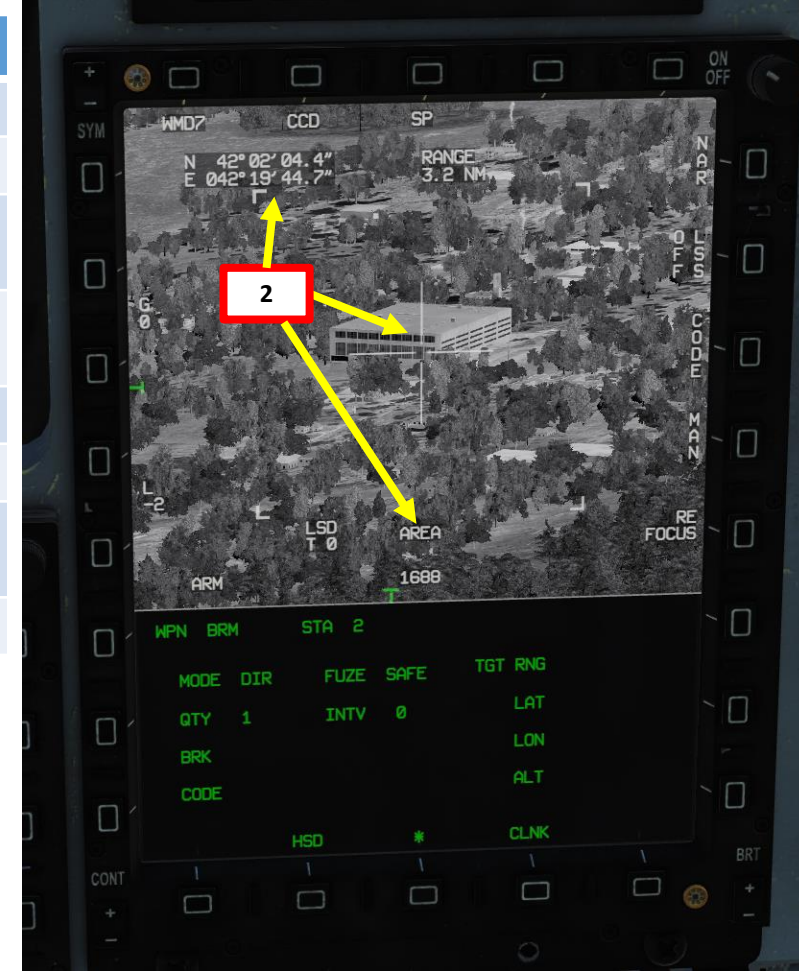 ON
OFF
+
-
SYM
WMD7 CCD SP
N 42°02'04.4"
E 042°19'44.7"
RANGE
3.2 NM
NAR
LSS
OFF
2
G
0
CODE
MAN
L
-2
LSD
T 0
AREA
RE
FOCUS
ARM
1688
WPN BRM STA 2
MODE DIR FUZE SAFE TGT RNG
QTY 1 INTV 0 LAT
BRK LON
CODE ALT
HSD * CLNK
CONT
+
-
BRT
+
-